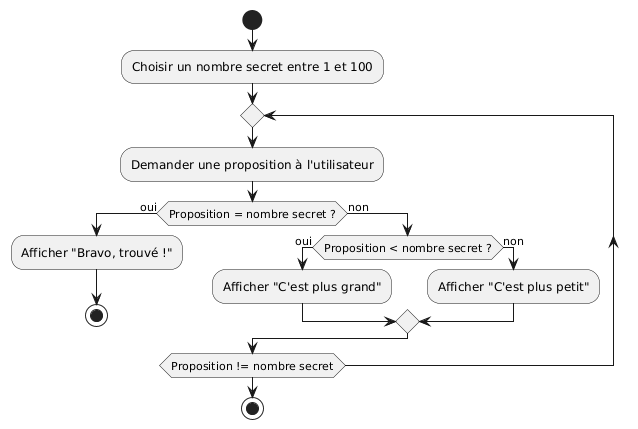 Choisir un nombre secret entre 1 et 100
Demander une proposition à l'utilisateur
oui
Proposition = nombre secret ?
non
Afficher "Bravo, trouvé !"
oui
Proposition < nombre secret ?
non
Afficher "C'est plus grand"
Afficher "C'est plus petit"
Proposition != nombre secret